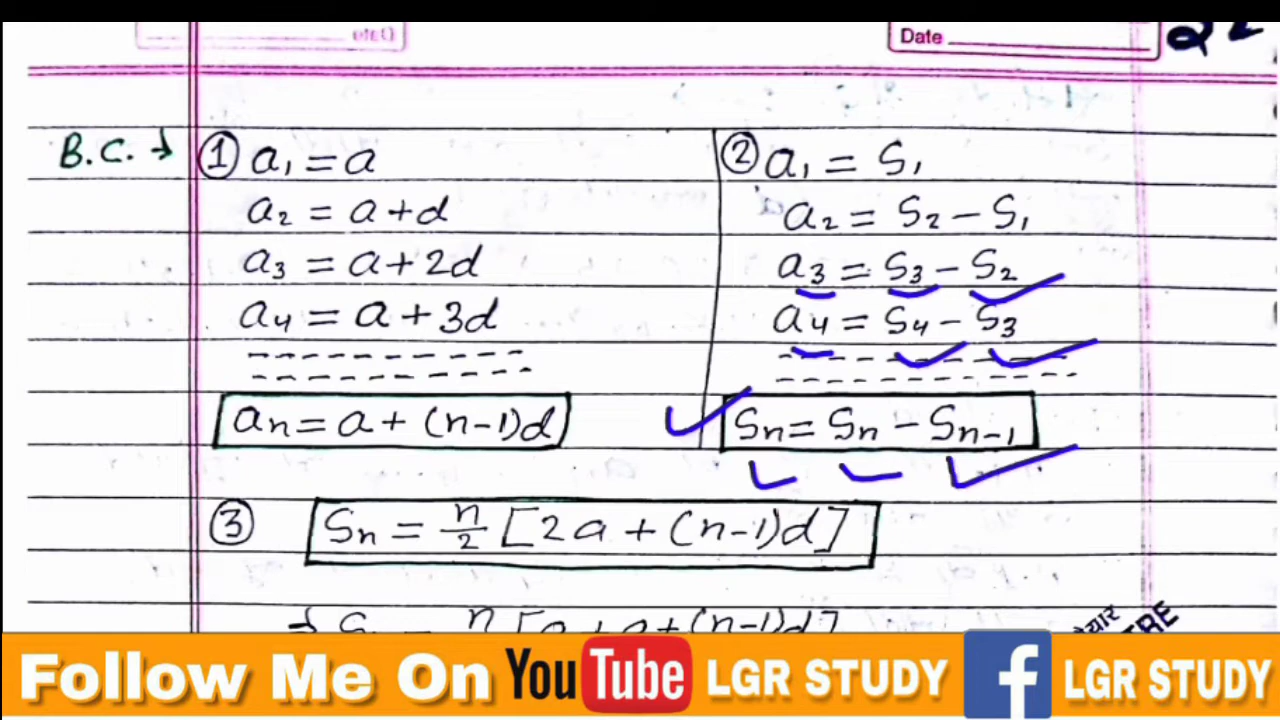 Date
B.C. → ① a₁ = a
a₂ = a + d
a₃ = a + 2d
a₄ = a + 3d
aₙ = a + (n-1)d
② a₁ = S₁
a₂ = S₂ - S₁
a₃ = S₃ - S₂
a₄ = S₄ - S₃
Sₙ = Sₙ - Sₙ₋₁
③ Sₙ = n/2 [2a + (n-1)d]
n [a + a + (n-1)d]
Follow Me On YouTube LGR STUDY f LGR STUDY